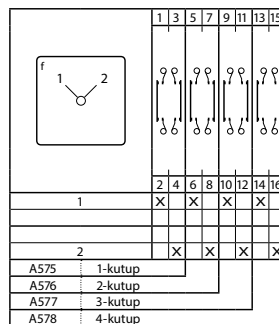 1 3 5 7 9 11 13 15
f
1 2
2 4 6 8 10 12 14 16
1 X X X X
2 X X X X
A575 1-kutup
A576 2-kutup
A577 3-kutup
A578 4-kutup